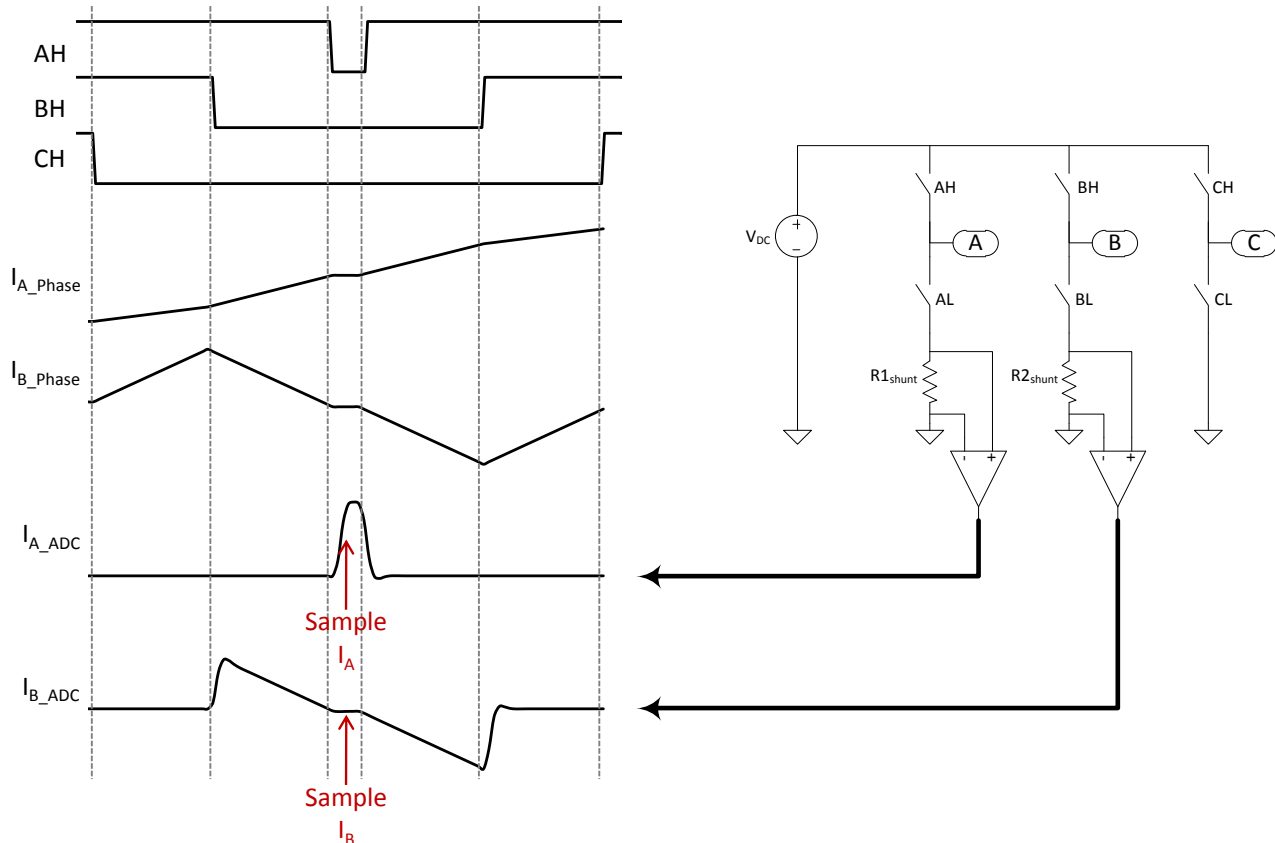 AH
BH
CH
I_A_Phase
I_B_Phase
I_A_ADC
Sample
I_A
I_B_ADC
Sample
I_B
V_DC
+
−
AH
BH
CH
A
B
C
AL
BL
CL
R1_shunt
R2_shunt
- +
- +